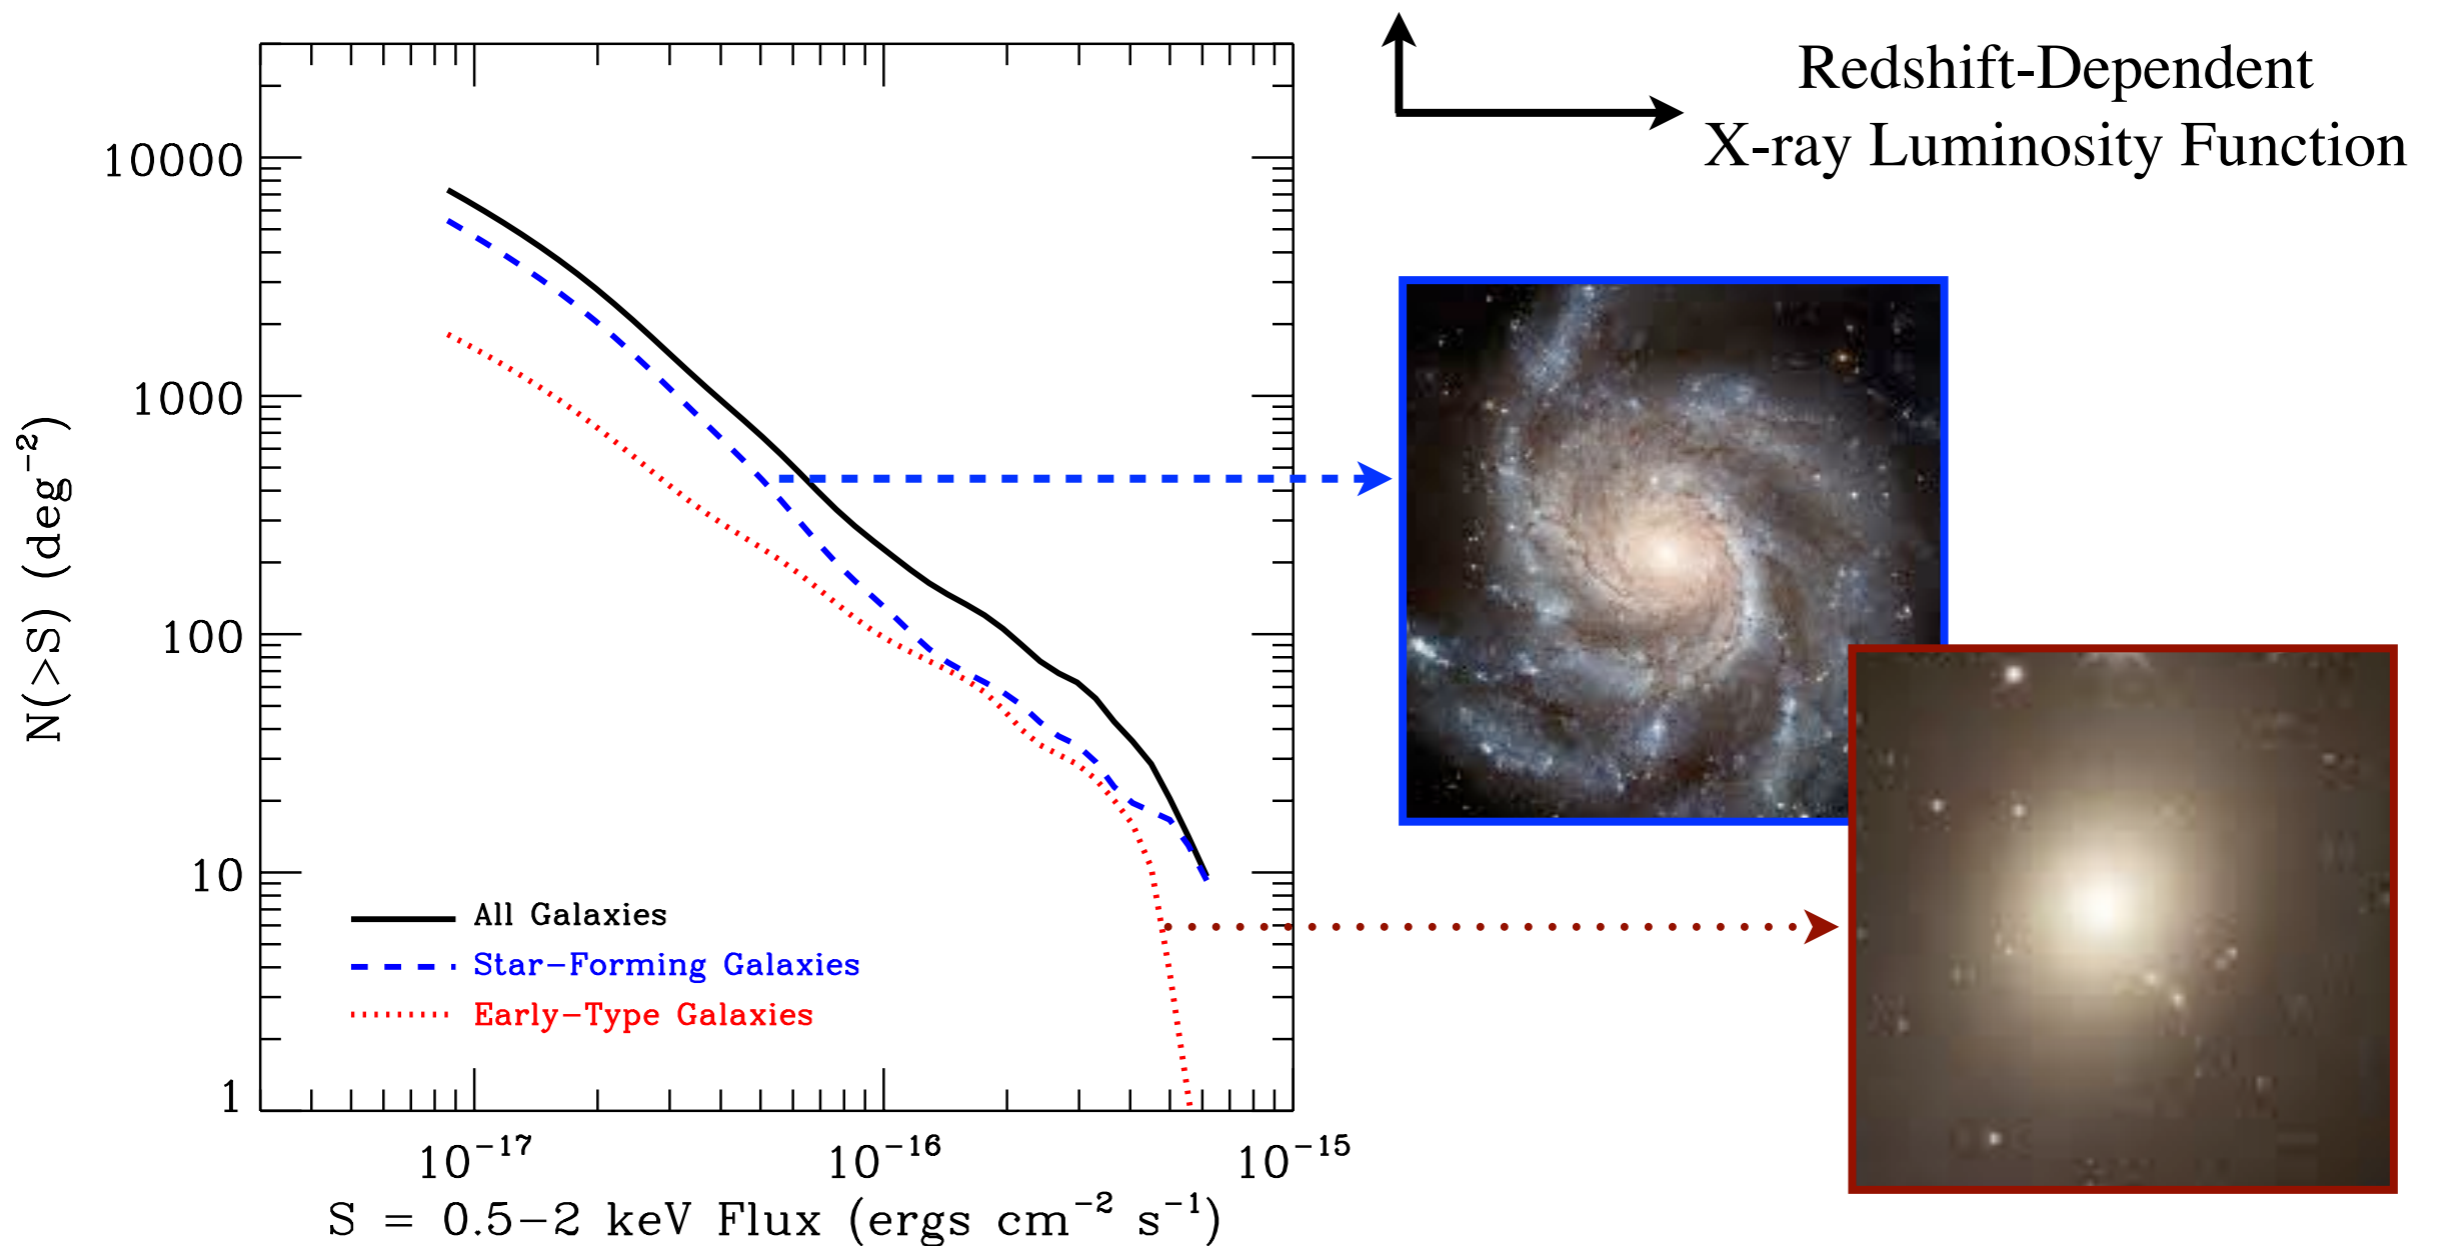 Redshift-Dependent
X-ray Luminosity Function
10000
1000
100
10
1
N(>S) (deg⁻²)
All Galaxies
Star-Forming Galaxies
Early-Type Galaxies
10⁻¹⁷ 10⁻¹⁶ 10⁻¹⁵
S = 0.5-2 keV Flux (ergs cm⁻² s⁻¹)